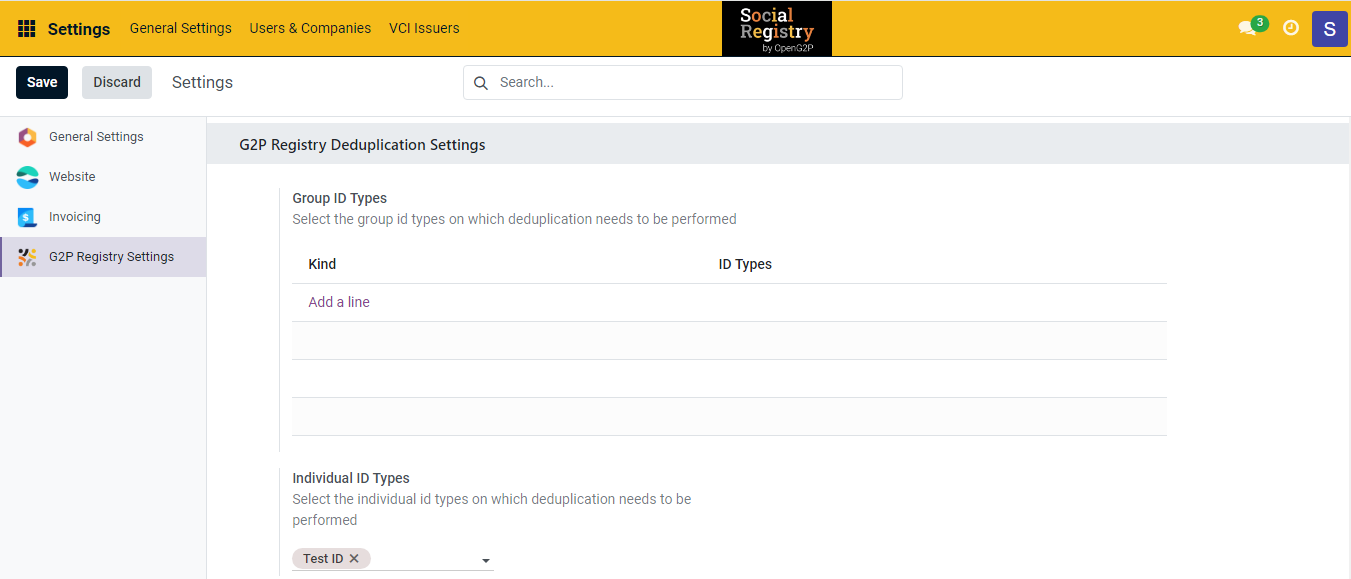 Settings General Settings Users & Companies VCI Issuers Social Registry by OpenG2P 3 S
Save Discard Settings Search...
General Settings
Website
Invoicing
G2P Registry Settings
G2P Registry Deduplication Settings
Group ID Types
Select the group id types on which deduplication needs to be performed
Kind ID Types
Add a line
Individual ID Types
Select the individual id types on which deduplication needs to be
performed
Test ID